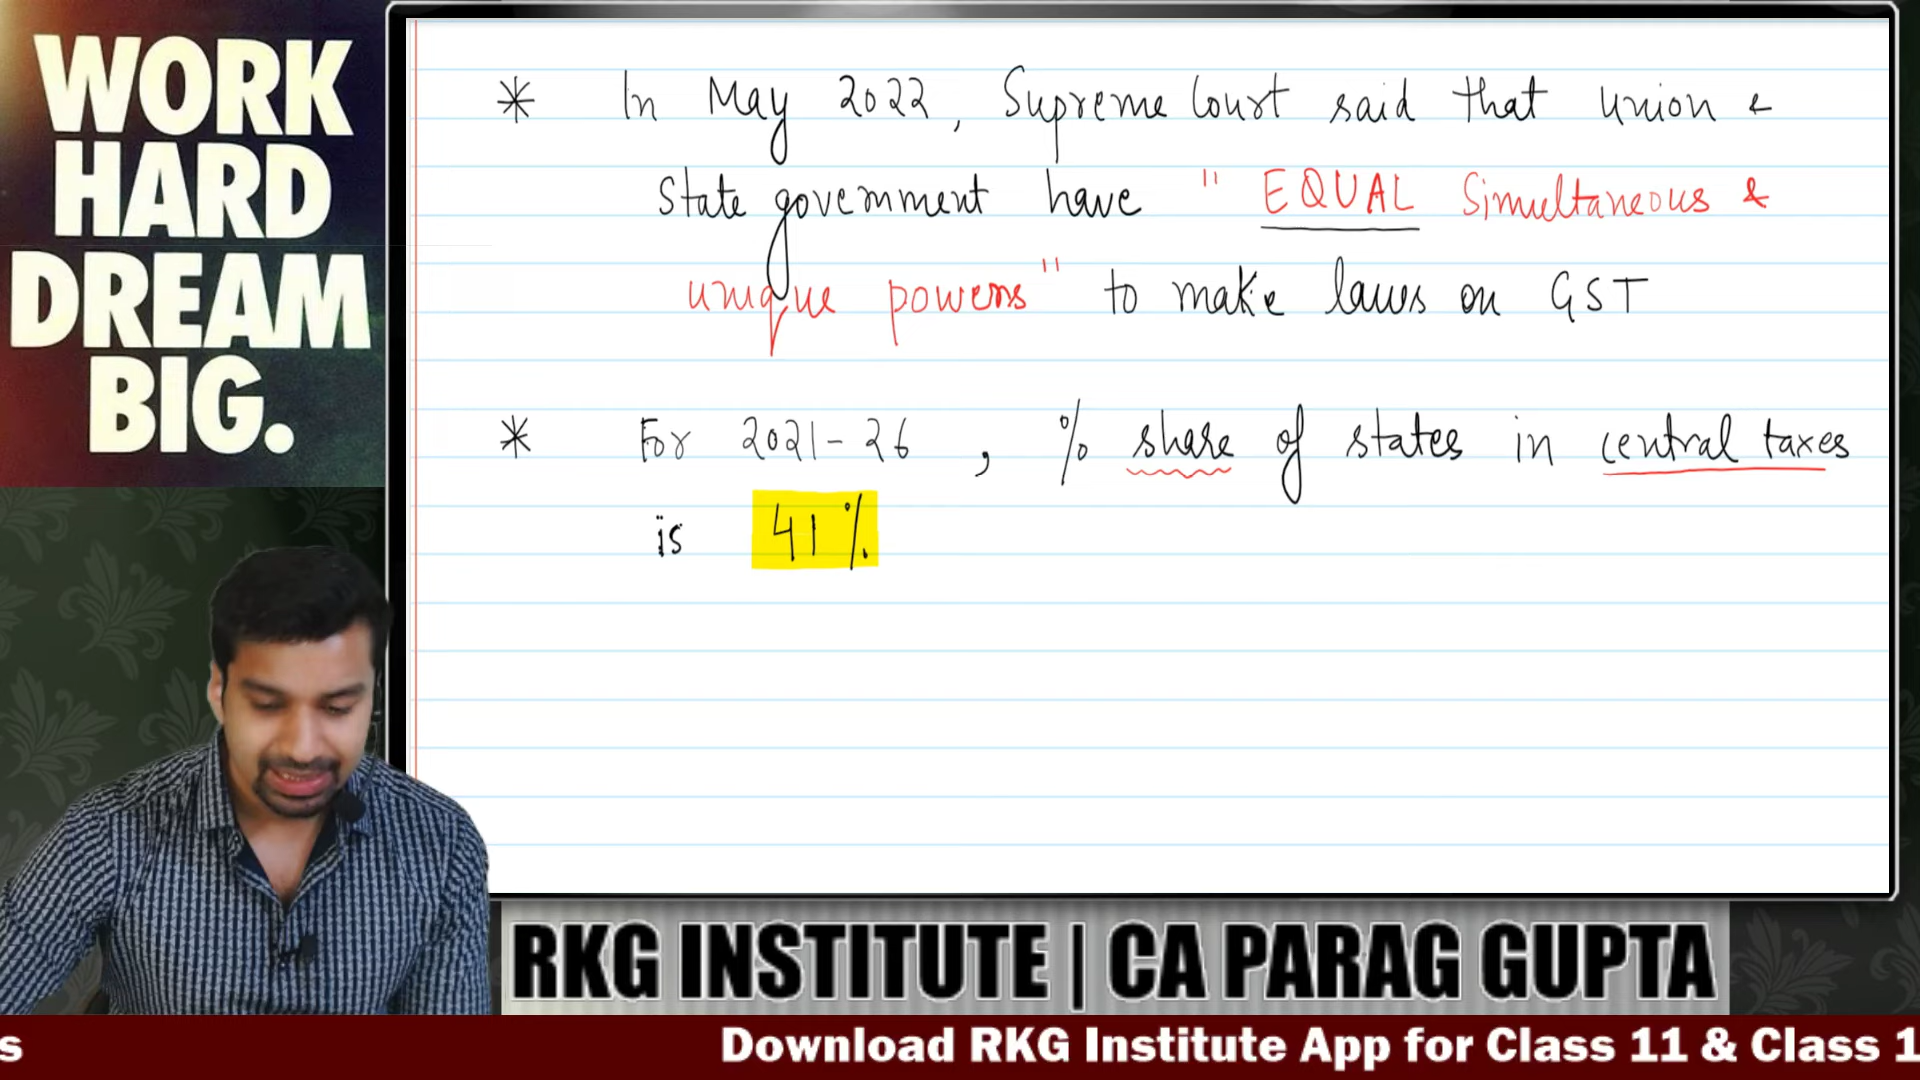 WORK
HARD
DREAM
BIG.
* In May 2022, Supreme Court said that union &
state government have " EQUAL Simultaneous &
unique powers" to make laws on GST
* For 2021-26 , % share of states in central taxes
is 41%
RKG INSTITUTE | CA PARAG GUPTA
s Download RKG Institute App for Class 11 & Class 1